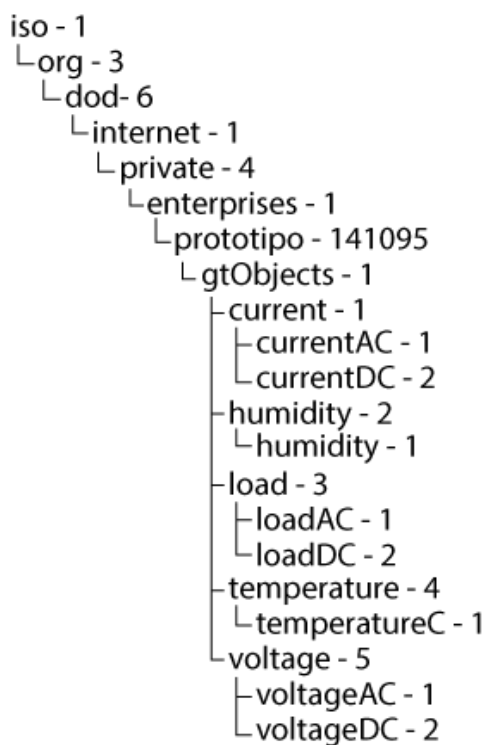 iso - 1
org - 3
dod- 6
internet - 1
private - 4
enterprises - 1
prototipo - 141095
gtObjects - 1
current - 1
currentAC - 1
currentDC - 2
humidity - 2
humidity - 1
load - 3
loadAC - 1
loadDC - 2
temperature - 4
temperatureC - 1
voltage - 5
voltageAC - 1
voltageDC - 2